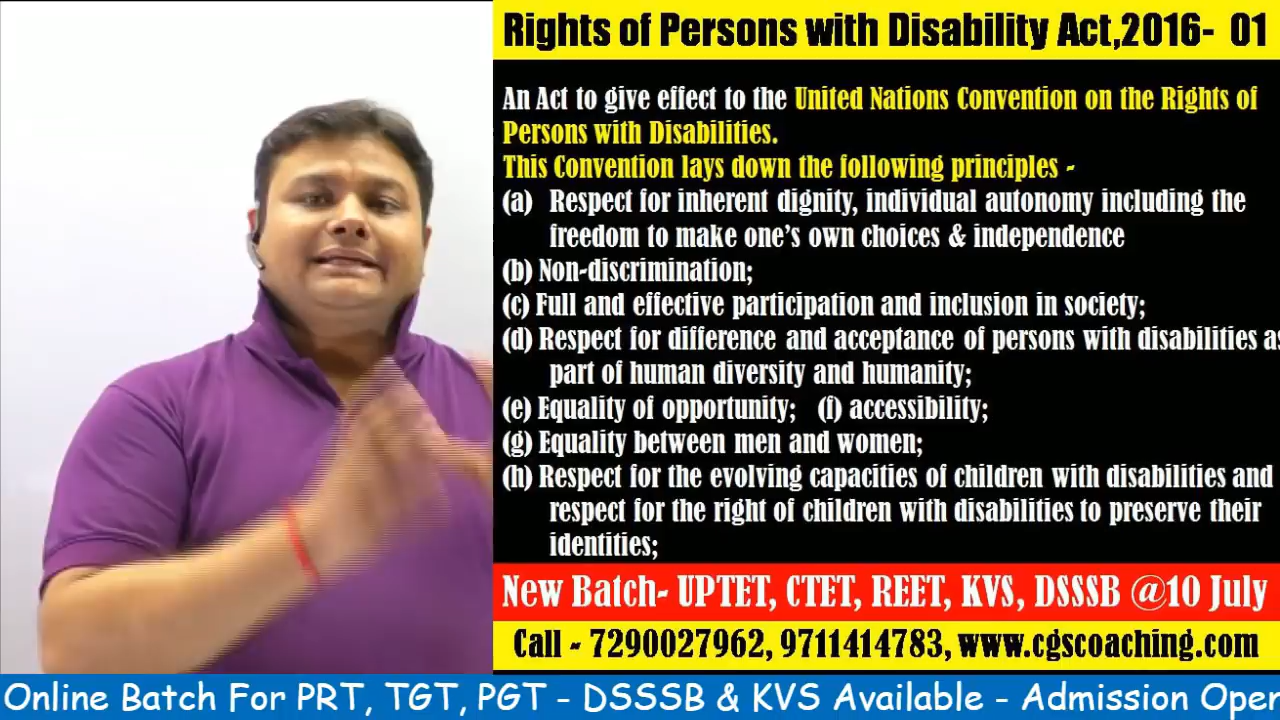 Rights of Persons with Disability Act,2016- 01
An Act to give effect to the United Nations Convention on the Rights of
Persons with Disabilities.
This Convention lays down the following principles -
(a) Respect for inherent dignity, individual autonomy including the
freedom to make one's own choices & independence
(b) Non-discrimination;
(c) Full and effective participation and inclusion in society;
(d) Respect for difference and acceptance of persons with disabilities as
part of human diversity and humanity;
(e) Equality of opportunity; (f) accessibility;
(g) Equality between men and women;
(h) Respect for the evolving capacities of children with disabilities and
respect for the right of children with disabilities to preserve their
identities;
New Batch- UPTET, CTET, REET, KVS, DSSSB @10 July
Call - 7290027962, 9711414783, www.cgscoaching.com
Online Batch For PRT, TGT, PGT - DSSSB & KVS Available - Admission Oper